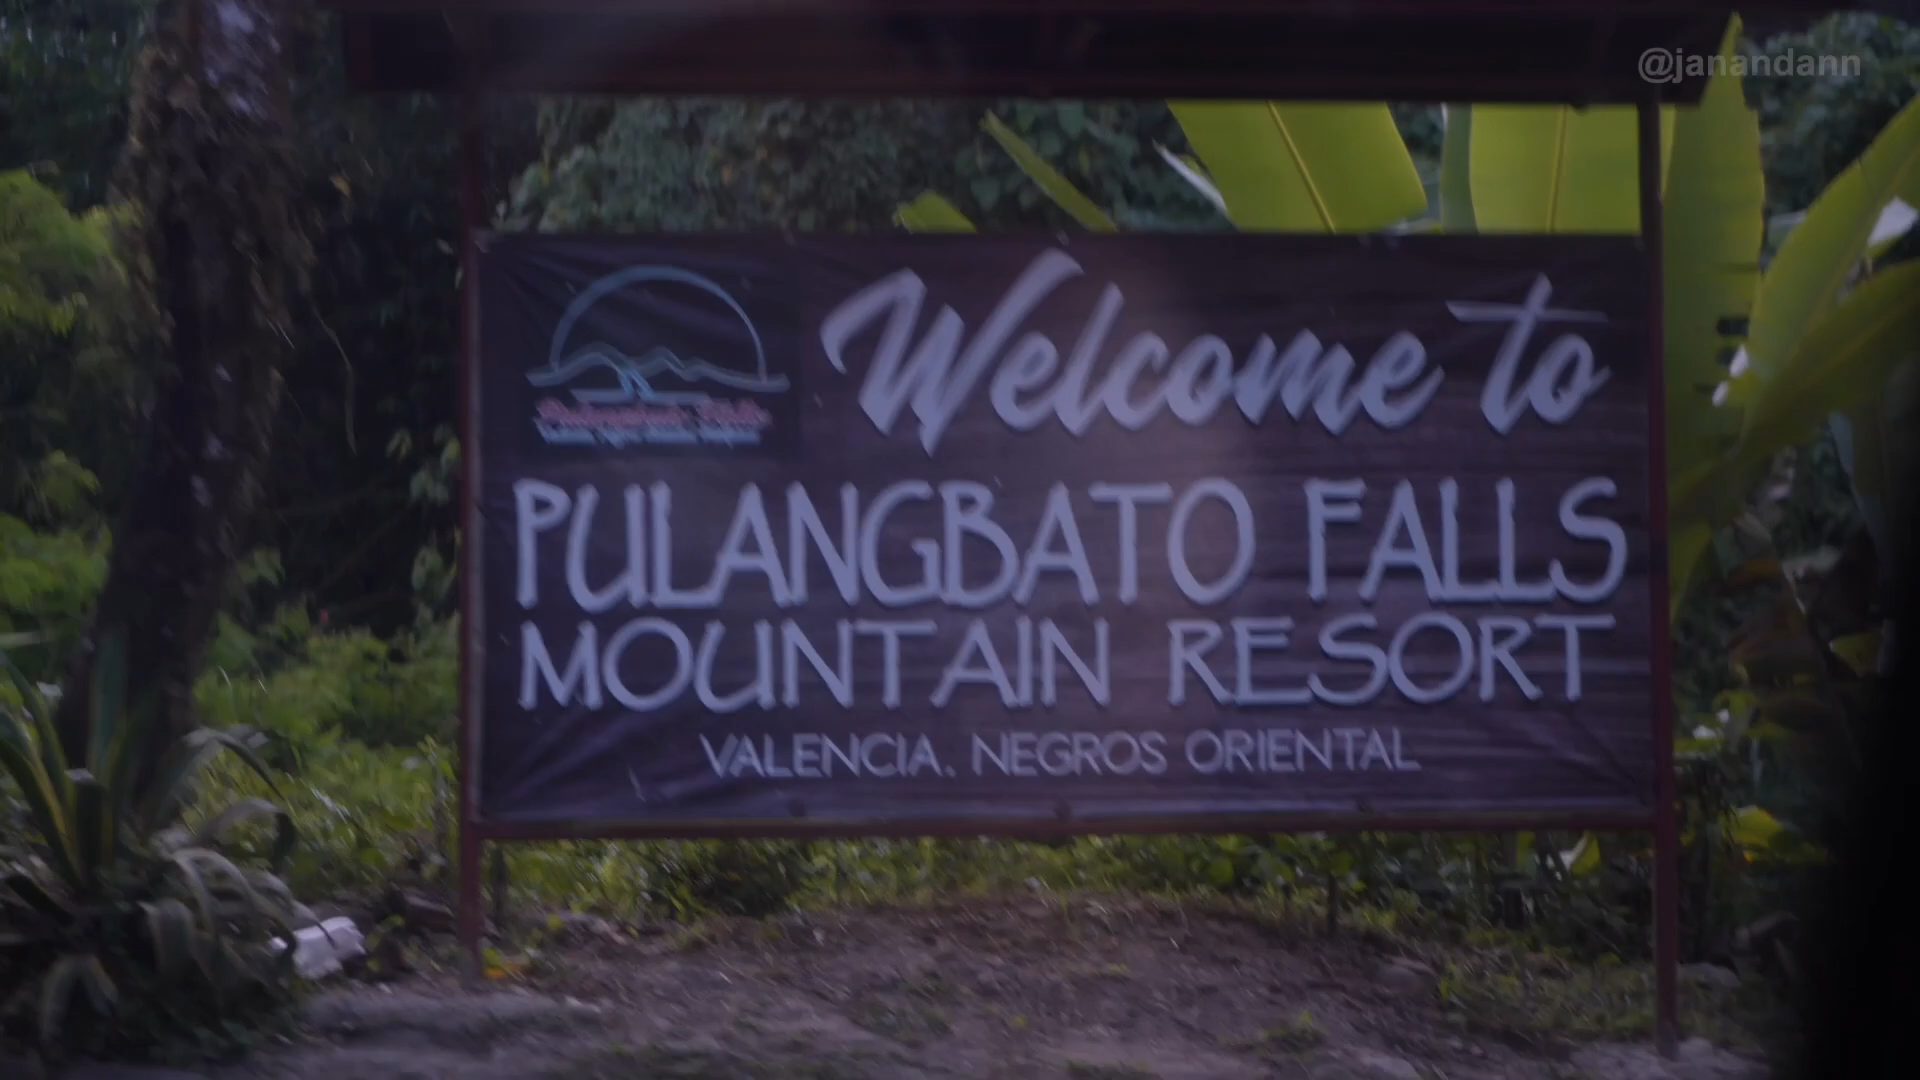 @janandann
Welcome to
PULANGBATO FALLS
MOUNTAIN RESORT
VALENCIA, NEGROS ORIENTAL